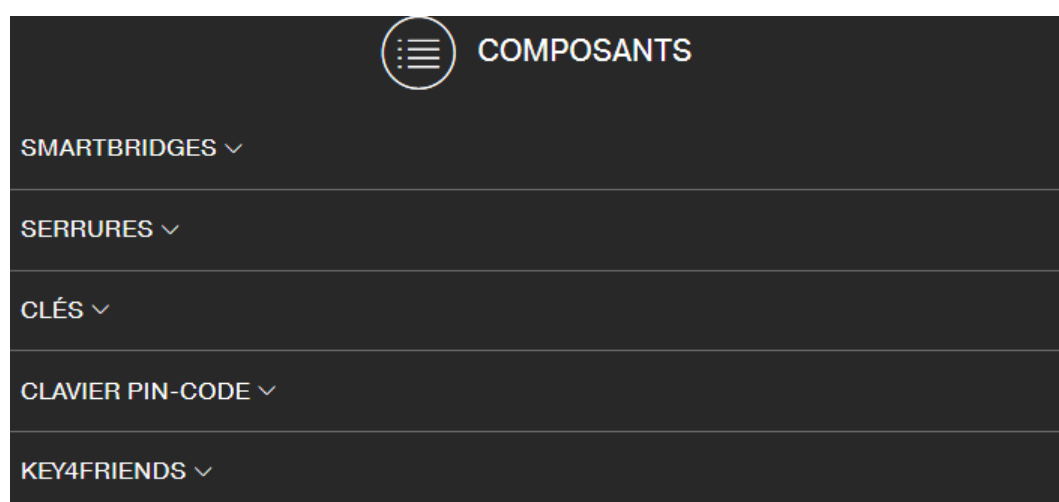 COMPOSANTS
SMARTBRIDGES
SERRURES
CLÉS
CLAVIER PIN-CODE
KEY4FRIENDS